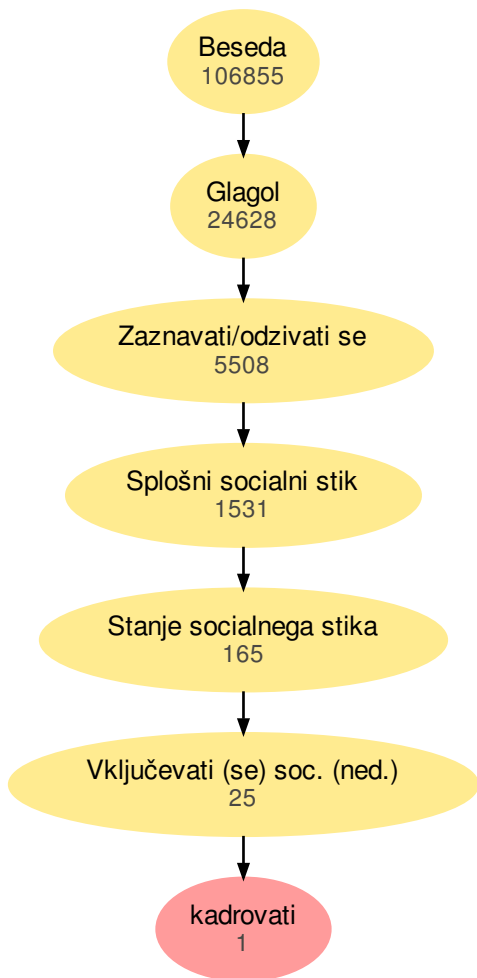 Beseda
106855
Glagol
24628
Zaznavati/odzivati se
5508
Splošni socialni stik
1531
Stanje socialnega stika
165
Vključevati (se) soc. (ned.)
25
kadrovati
1